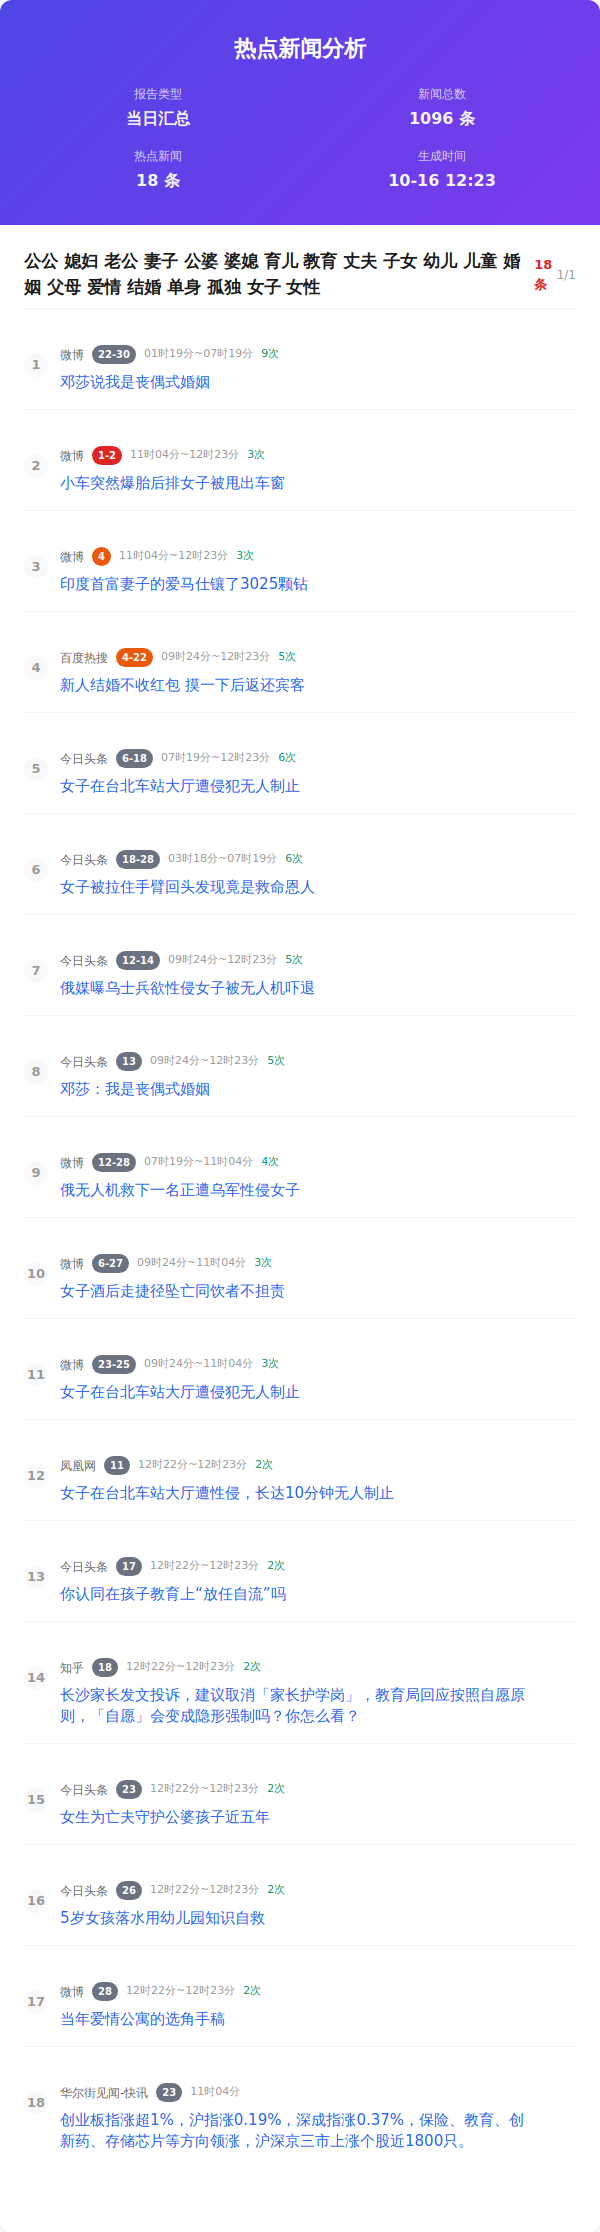 热点新闻分析
报告类型
新闻总数
当日汇总
1096 条
热点新闻
生成时间
18 条
10-16 12:23
公公 媳妇 老公 妻子 公婆 婆媳 育儿 教育 丈夫 子女 幼儿 儿童 婚
姻 父母 爱情 结婚 单身 孤独 女子 女性
18
条
1/1
1
微博 22-30 01时19分~07时19分 9次
邓莎说我是丧偶式婚姻
2
微博 1-2 11时04分~12时23分 3次
小车突然爆胎后排女子被甩出车窗
3
微博 4 11时04分~12时23分 3次
印度首富妻子的爱马仕镶了3025颗钻
4
百度热搜 4-22 09时24分~12时23分 5次
新人结婚不收红包 摸一下后返还宾客
5
今日头条 6-18 07时19分~12时23分 6次
女子在台北车站大厅遭侵犯无人制止
6
今日头条 18-28 03时18分~07时19分 6次
女子被拉住手臂回头发现竟是救命恩人
7
今日头条 12-14 09时24分~12时23分 5次
俄媒曝乌士兵欲性侵女子被无人机吓退
8
今日头条 13 09时24分~12时23分 5次
邓莎：我是丧偶式婚姻
9
微博 12-28 07时19分~11时04分 4次
俄无人机救下一名正遭乌军性侵女子
10
微博 6-27 09时24分~11时04分 3次
女子酒后走捷径坠亡同饮者不担责
11
微博 23-25 09时24分~11时04分 3次
女子在台北车站大厅遭侵犯无人制止
12
凤凰网 11 12时22分~12时23分 2次
女子在台北车站大厅遭性侵，长达10分钟无人制止
13
今日头条 17 12时22分~12时23分 2次
你认同在孩子教育上“放任自流”吗
14
知乎 18 12时22分~12时23分 2次
长沙家长发文投诉，建议取消「家长护学岗」，教育局回应按照自愿原
则，「自愿」会变成隐形强制吗？你怎么看？
15
今日头条 23 12时22分~12时23分 2次
女生为亡夫守护公婆孩子近五年
16
今日头条 26 12时22分~12时23分 2次
5岁女孩落水用幼儿园知识自救
17
微博 28 12时22分~12时23分 2次
当年爱情公寓的选角手稿
18
华尔街见闻-快讯 23 11时04分
创业板指涨超1%，沪指涨0.19%，深成指涨0.37%，保险、教育、创
新药、存储芯片等方向领涨，沪深京三市上涨个股近1800只。